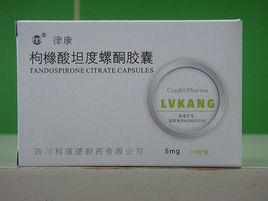 律康
枸橼酸坦度螺酮胶囊
TANDOSPIRONE CITRATE CAPSULES
Credit Pharma
LVKANG
四川科瑞德制药有限公司
5mg